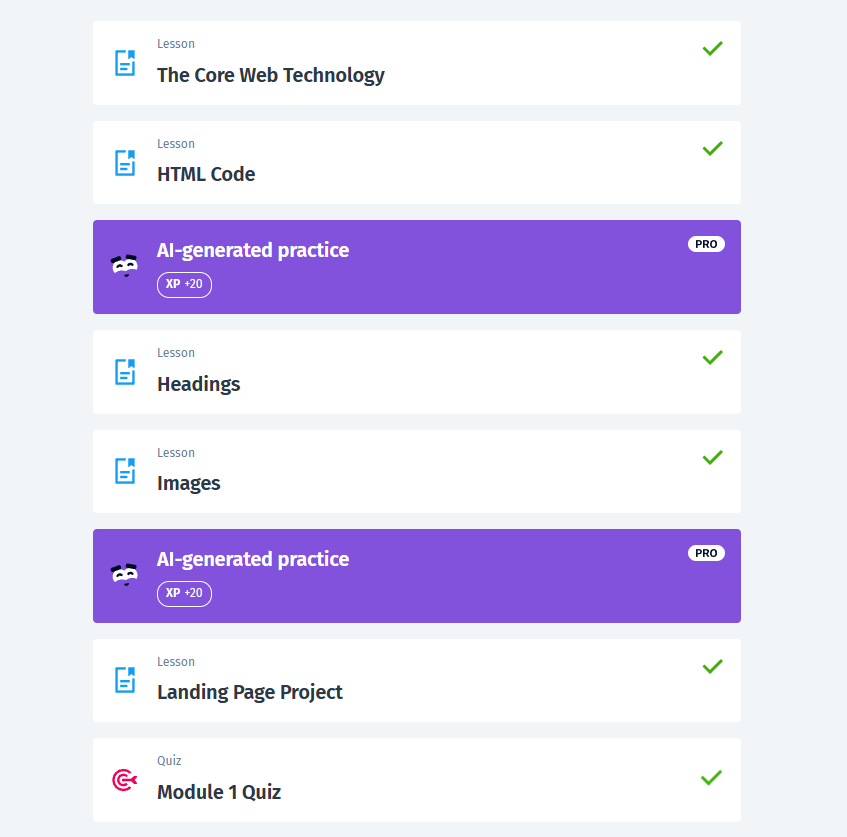 Lesson
The Core Web Technology
Lesson
HTML Code
AI-generated practice
PRO
XP +20
Lesson
Headings
Lesson
Images
AI-generated practice
PRO
XP +20
Lesson
Landing Page Project
Quiz
Module 1 Quiz